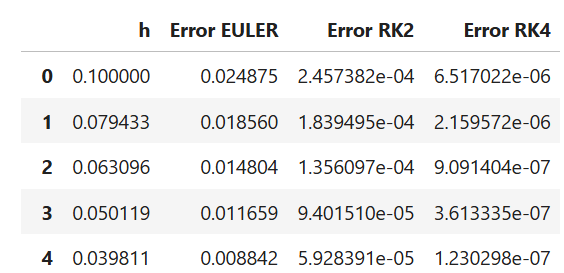 h Error EULER Error RK2 Error RK4
0 0.100000 0.024875 2.457382e-04 6.517022e-06
1 0.079433 0.018560 1.839495e-04 2.159572e-06
2 0.063096 0.014804 1.356097e-04 9.091404e-07
3 0.050119 0.011659 9.401510e-05 3.613335e-07
4 0.039811 0.008842 5.928391e-05 1.230298e-07